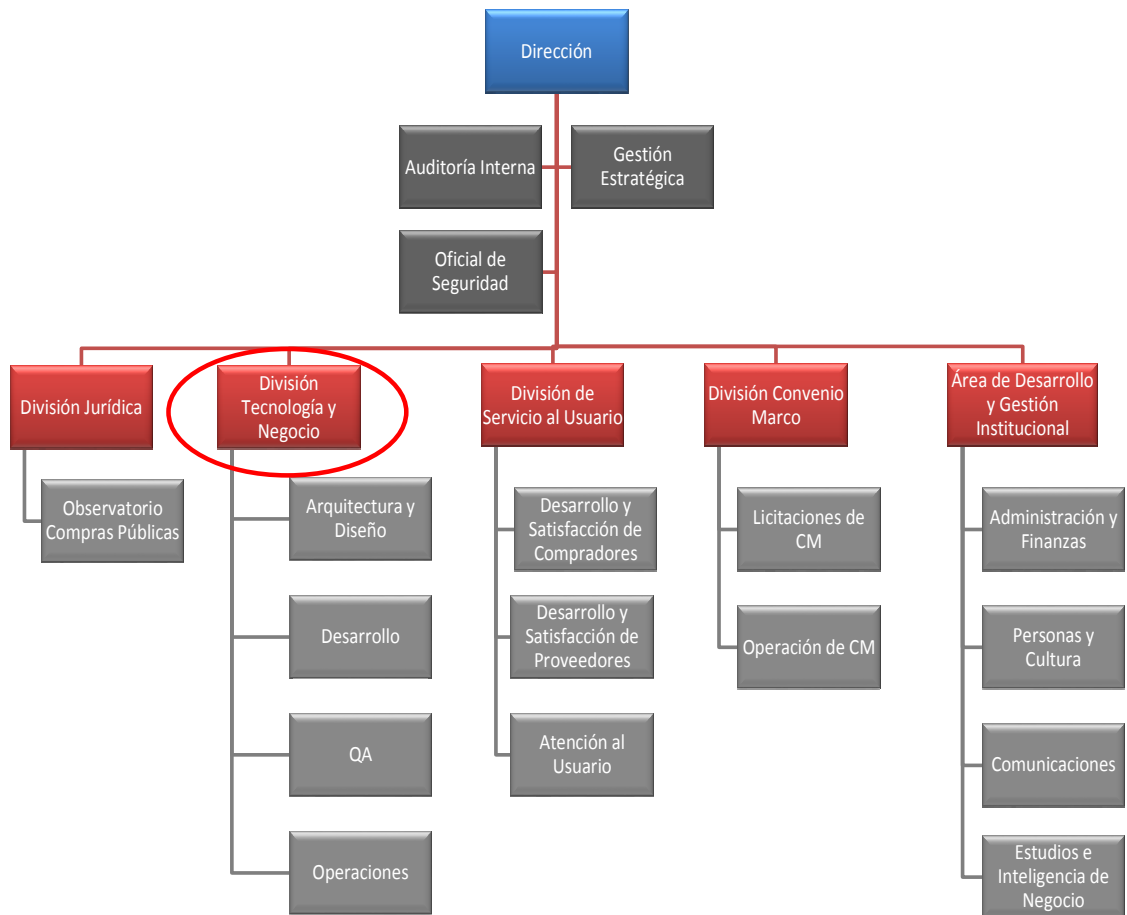 Dirección
Auditoría Interna
Gestión
Estratégica
Oficial de
Seguridad
División Jurídica
División
Tecnología y
Negocio
División de
Servicio al Usuario
División Convenio
Marco
Área de Desarrollo
y Gestión
Institucional
Observatorio
Compras Públicas
Arquitectura y
Diseño
Desarrollo
QA
Operaciones
Desarrollo y
Satisfacción de
Compradores
Desarrollo y
Satisfacción de
Proveedores
Atención al
Usuario
Licitaciones de
CM
Operación de CM
Administración y
Finanzas
Personas y
Cultura
Comunicaciones
Estudios e
Inteligencia de
Negocio